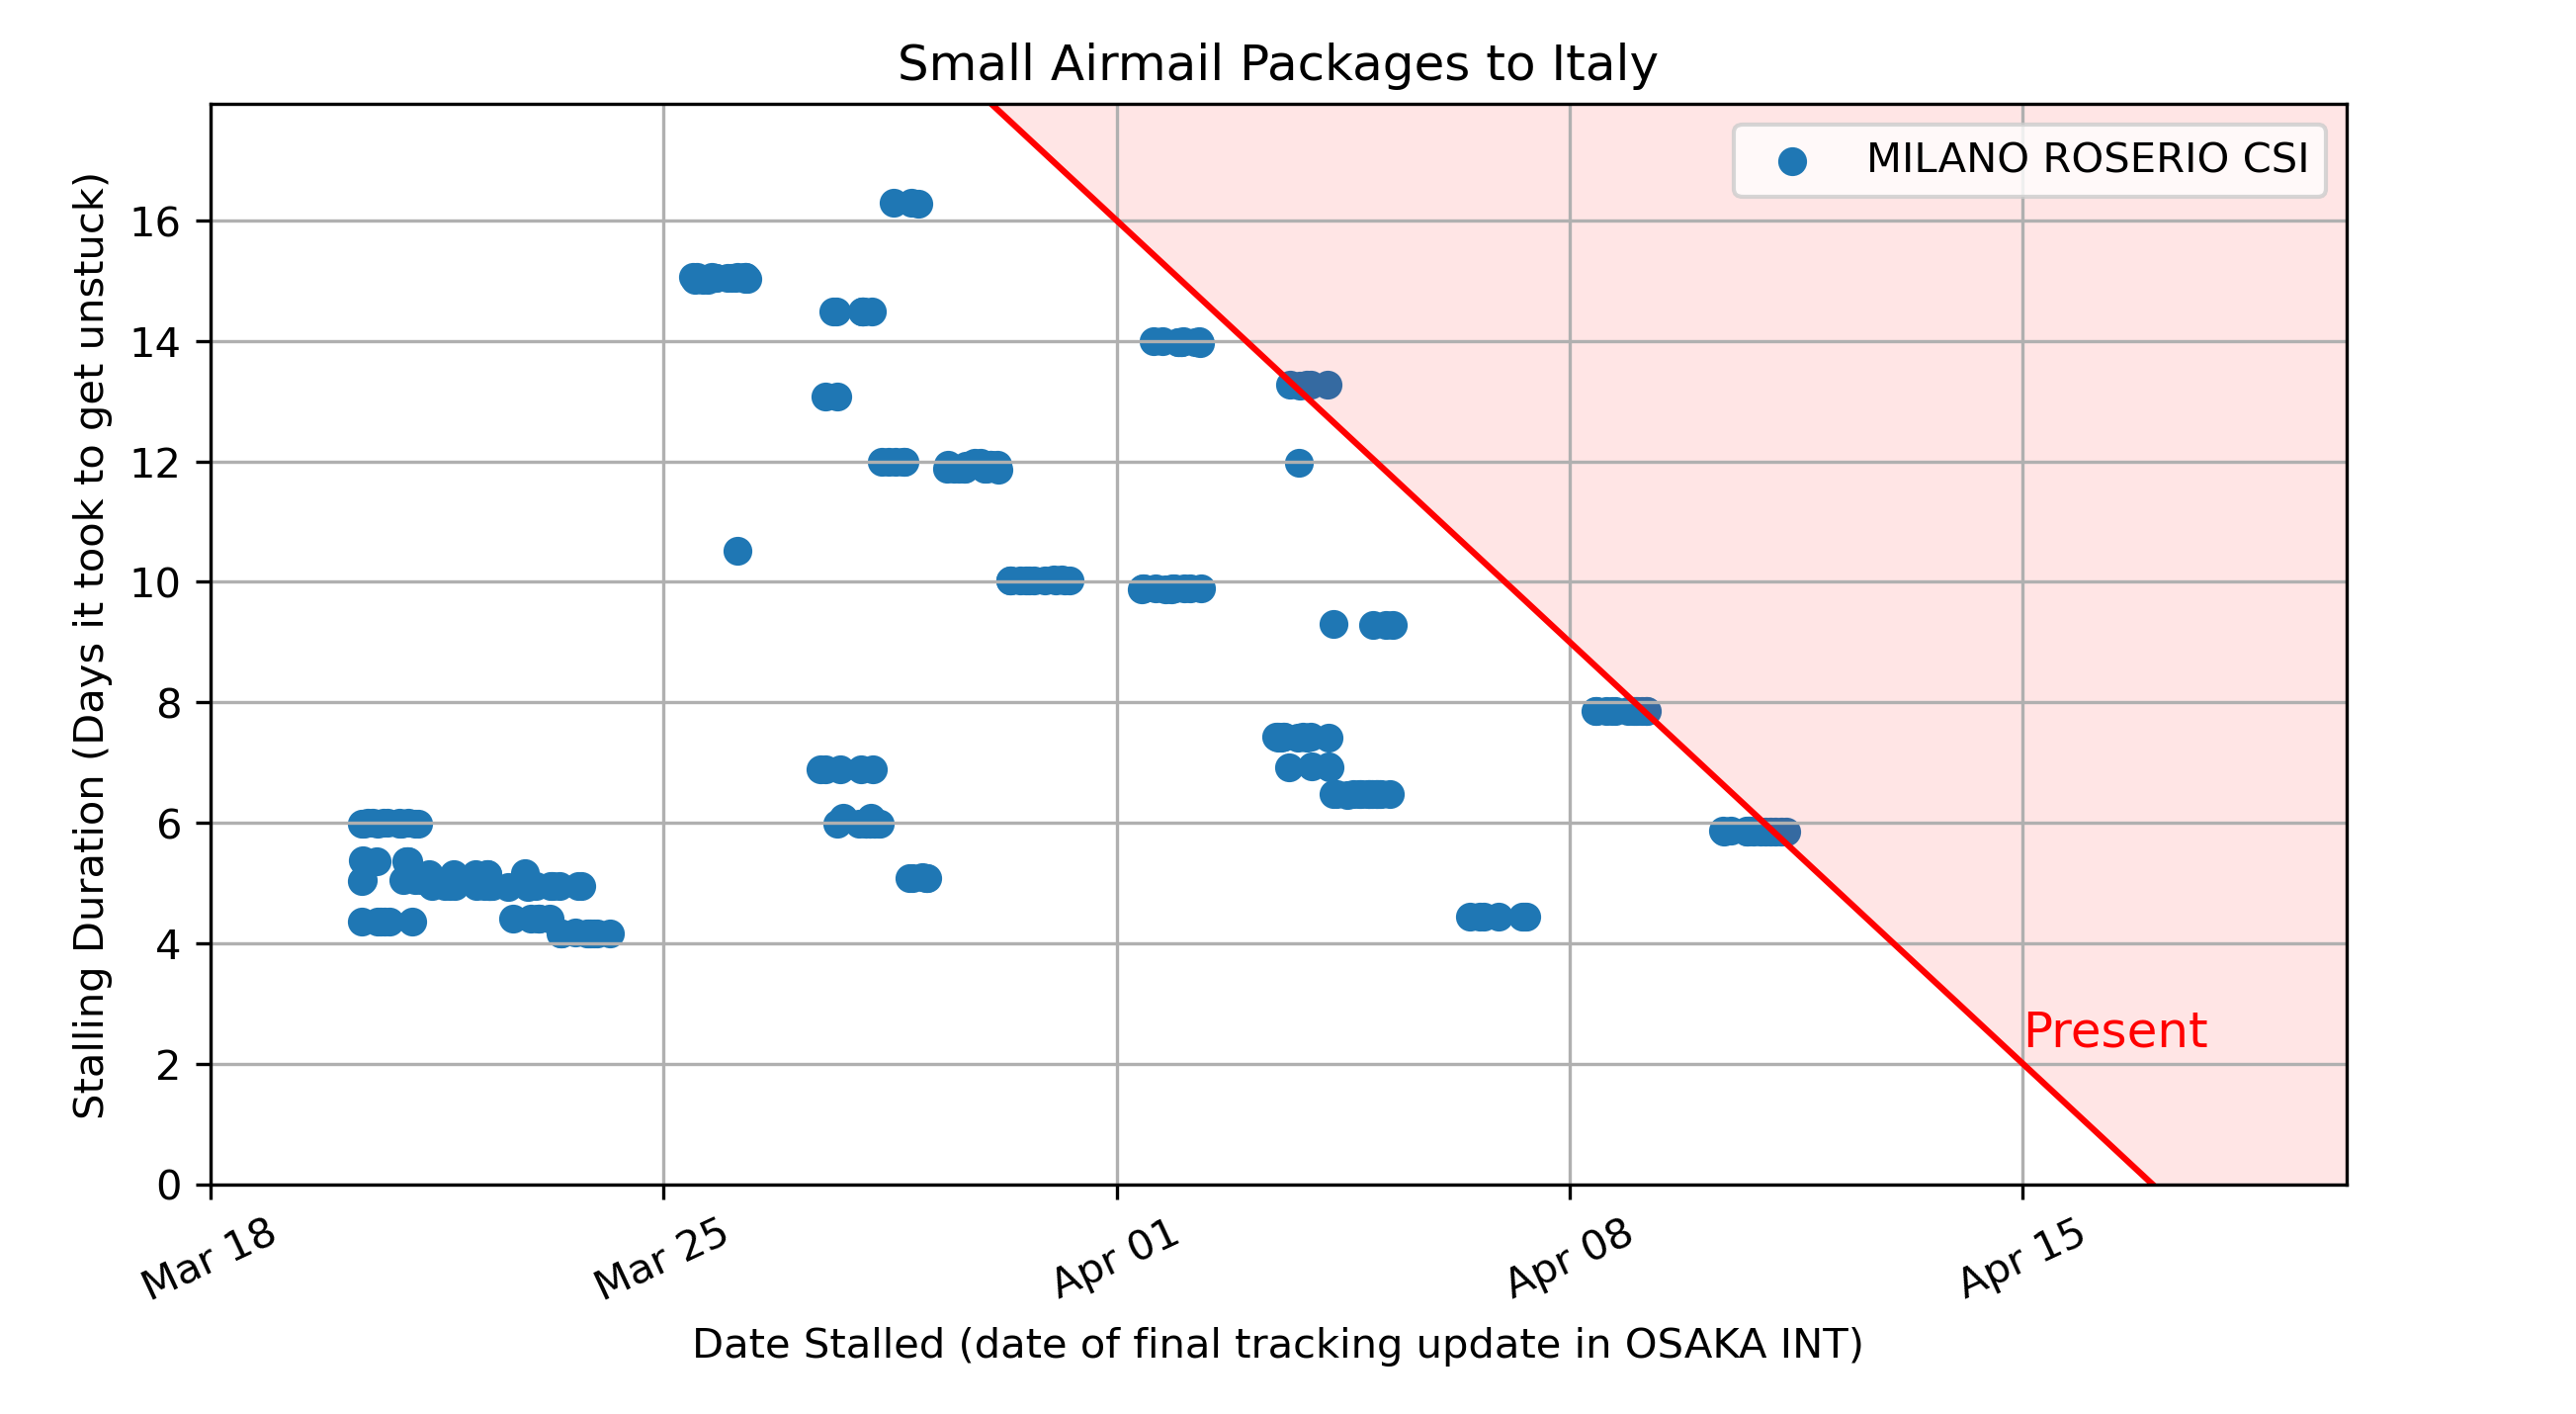 Small Airmail Packages to Italy
MILANO ROSERIO CSI
Stalling Duration (Days it took to get unstuck)
16
14
12
10
8
6
4
2
0
Present
Mar 18
Mar 25
Apr 01
Apr 08
Apr 15
Date Stalled (date of final tracking update in OSAKA INT)